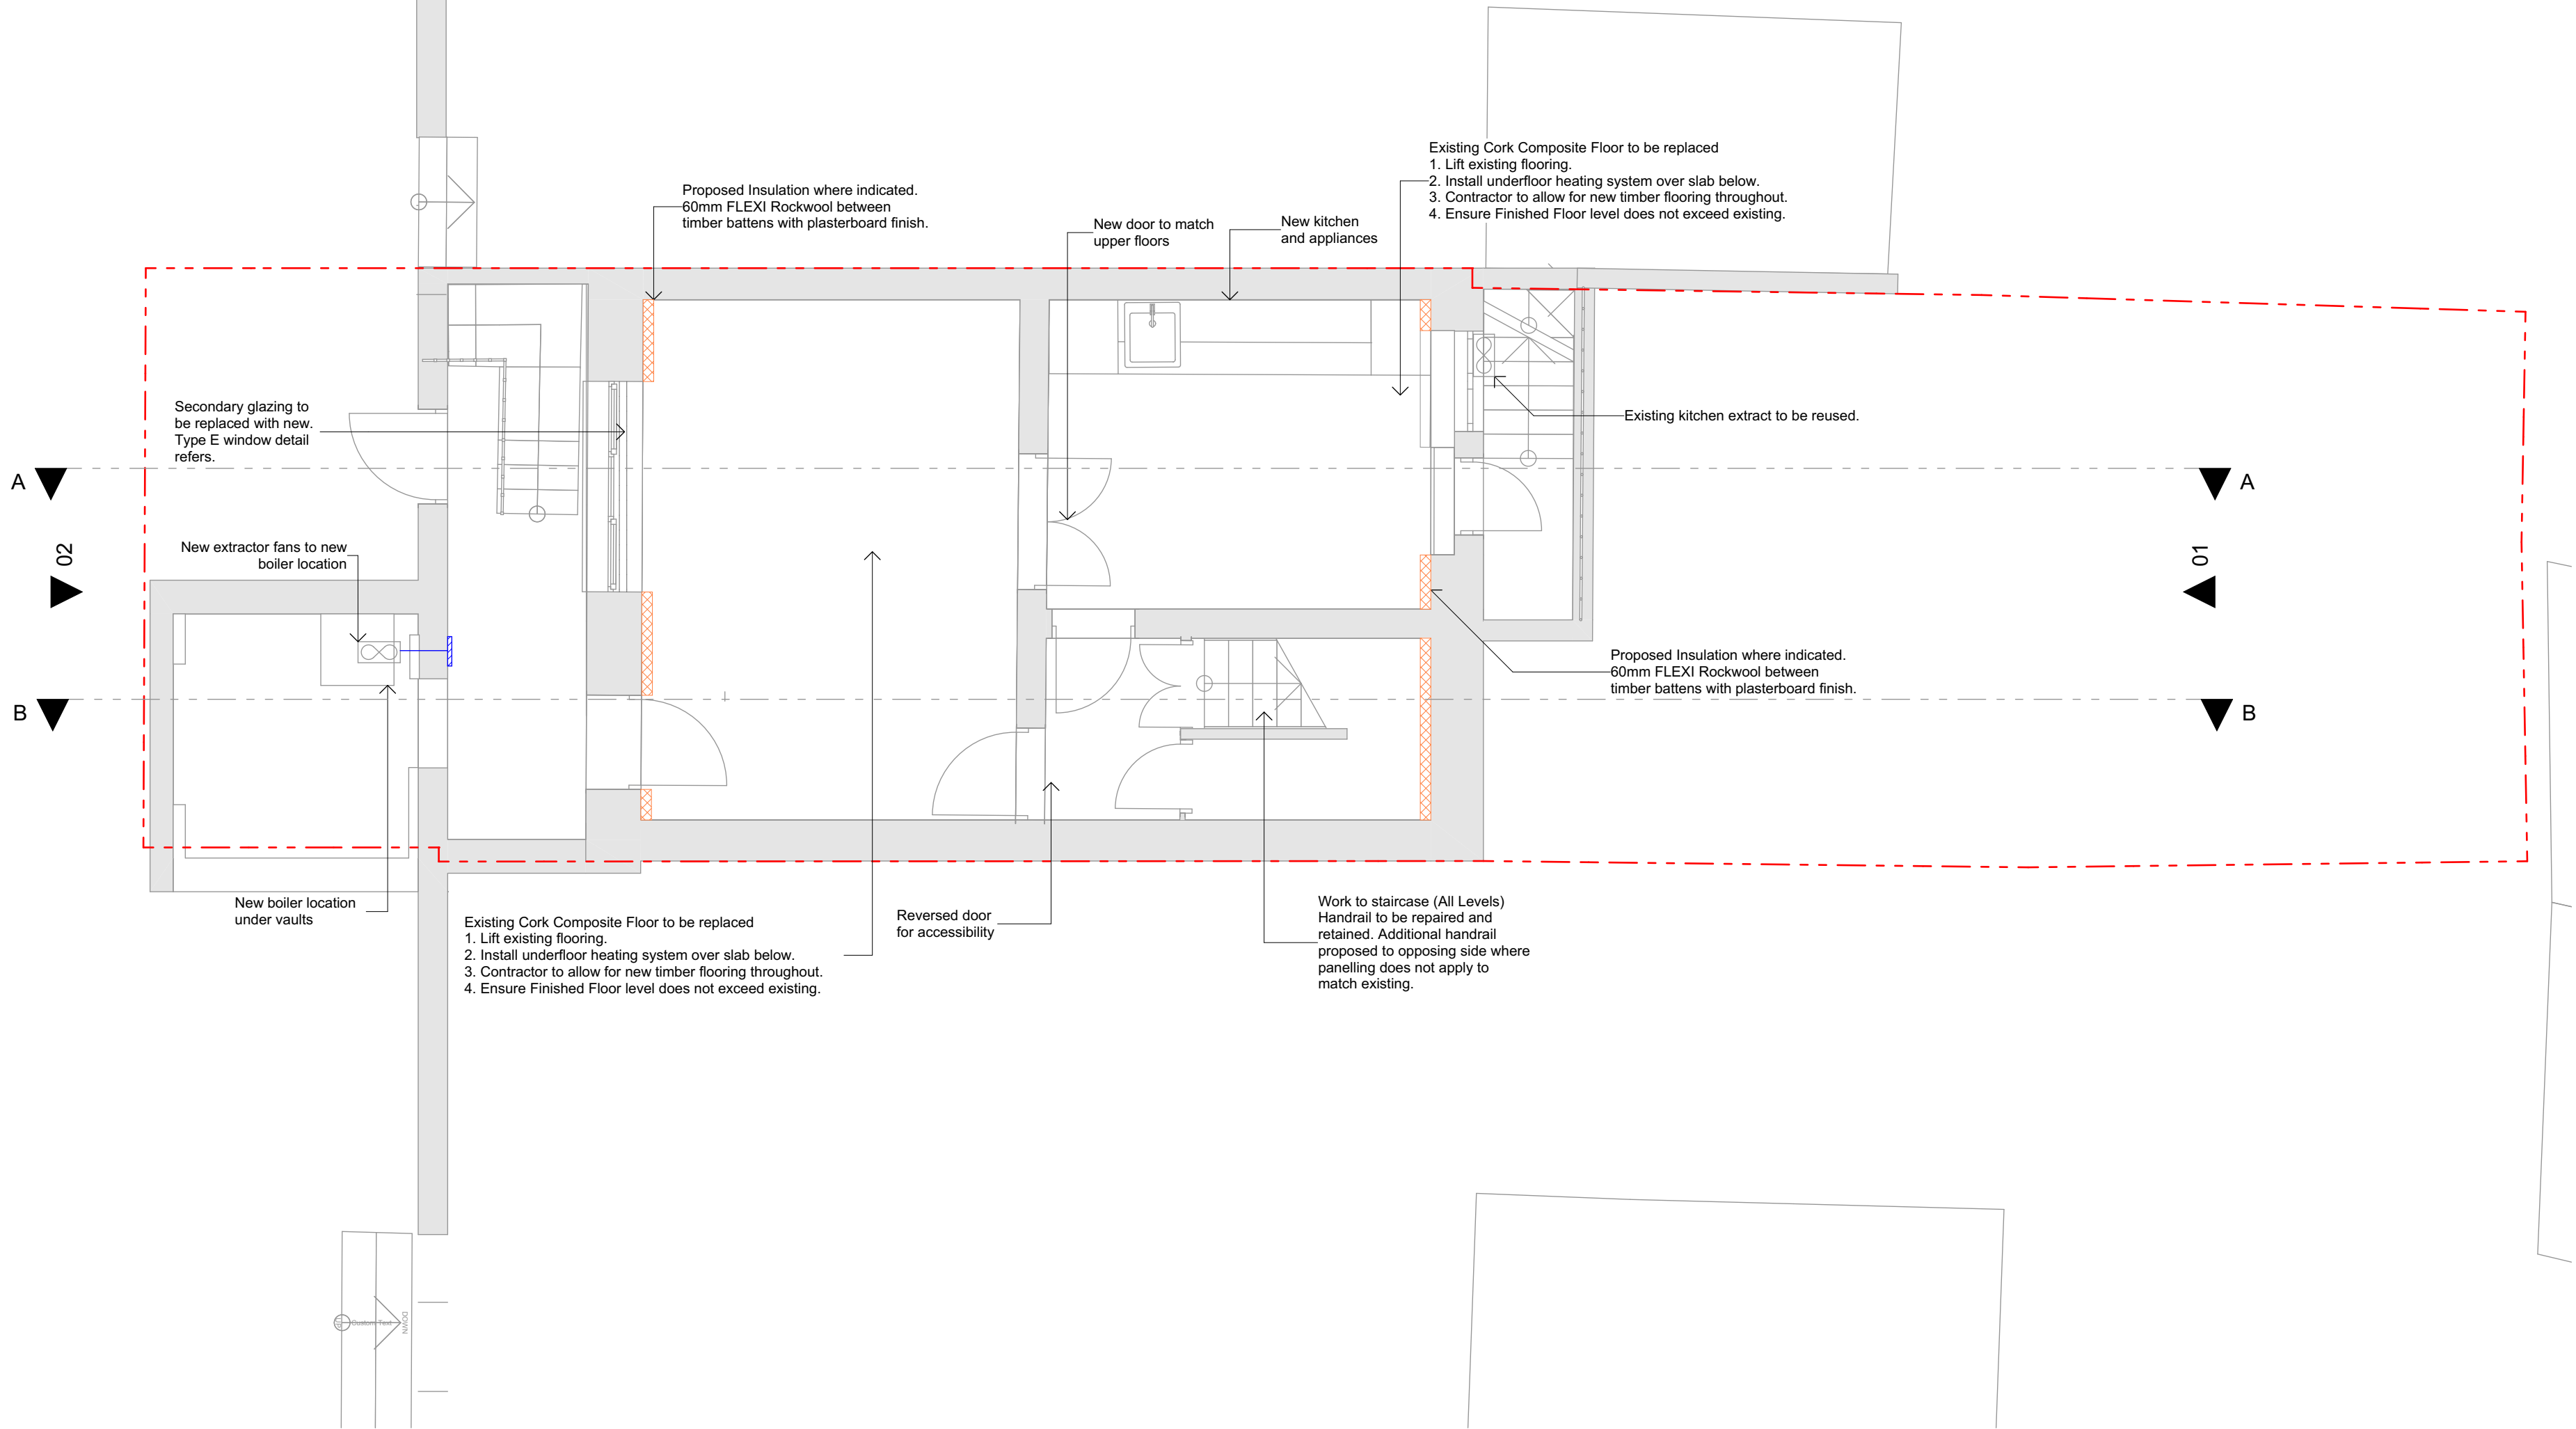 Existing Cork Composite Floor to be replaced
1. Lift existing flooring.
2. Install underfloor heating system over slab below.
3. Contractor to allow for new timber flooring throughout.
4. Ensure Finished Floor level does not exceed existing.
Proposed Insulation where indicated.
60mm FLEXI Rockwool between
timber battens with plasterboard finish.
New door to match
upper floors
New kitchen
and appliances
Secondary glazing to
be replaced with new.
Type E window detail
refers.
Existing kitchen extract to be reused.
A
A
02
01
New extractor fans to new
boiler location
Proposed Insulation where indicated.
60mm FLEXI Rockwool between
timber battens with plasterboard finish.
B
B
New boiler location
under vaults
Existing Cork Composite Floor to be replaced
1. Lift existing flooring.
2. Install underfloor heating system over slab below.
3. Contractor to allow for new timber flooring throughout.
4. Ensure Finished Floor level does not exceed existing.
Reversed door
for accessibility
Work to staircase (All Levels)
Handrail to be repaired and
retained. Additional handrail
proposed to opposing side where
panelling does not apply to
match existing.
Custom Text
DOWN